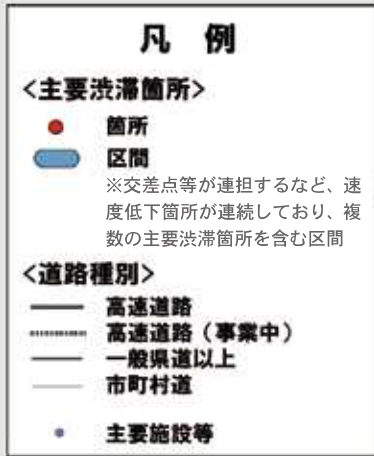 凡　例
<主要渋滞箇所>
箇所
区間
※交差点等が連担するなど、速
度低下箇所が連続しており、複
数の主要渋滞箇所を含む区間
<道路種別>
高速道路
高速道路（事業中）
一般県道以上
市町村道
主要施設等